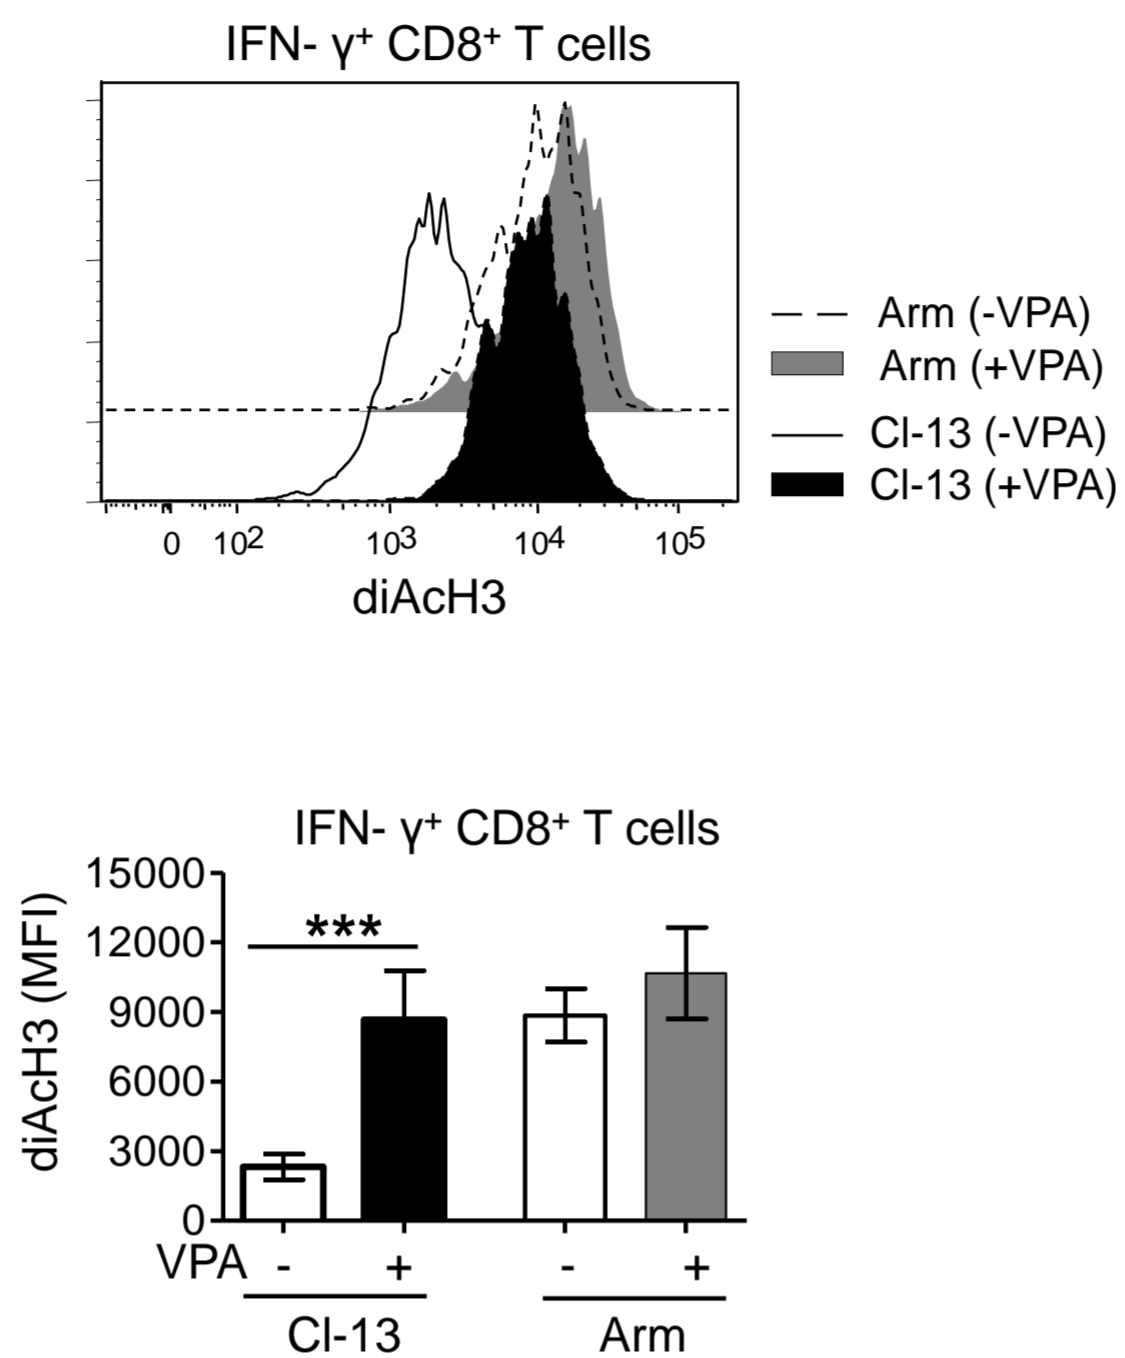 IFN- γ⁺ CD8⁺ T cells
Arm (-VPA)
Arm (+VPA)
Cl-13 (-VPA)
Cl-13 (+VPA)
0 10² 10³ 10⁴ 10⁵
diAcH3
IFN- γ⁺ CD8⁺ T cells
diAcH3 (MFI)
15000
12000
9000
6000
3000
0
***
VPA - + - +
Cl-13 Arm